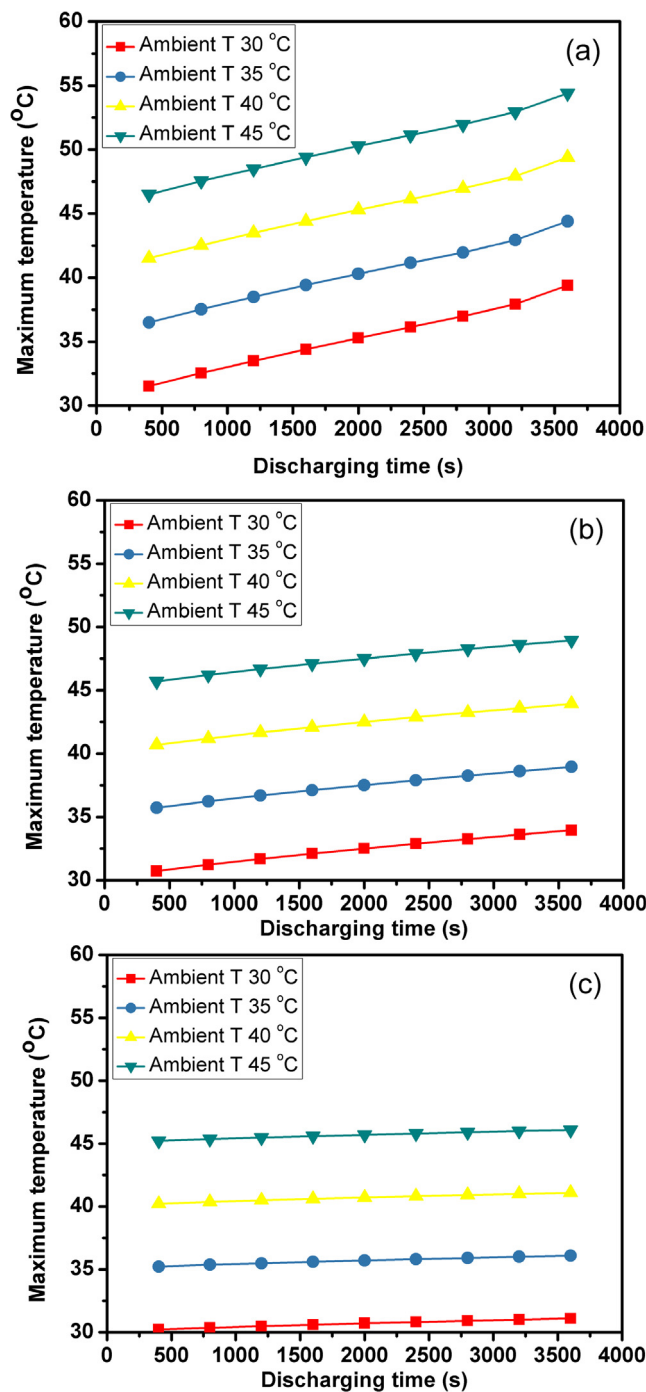 60
55
50
45
40
35
30
Maximum temperature (°C)
Ambient T 30 °C
Ambient T 35 °C
Ambient T 40 °C
Ambient T 45 °C
(a)
0 500 1000 1500 2000 2500 3000 3500 4000
Discharging time (s)
60
55
50
45
40
35
30
Maximum temperature (°C)
Ambient T 30 °C
Ambient T 35 °C
Ambient T 40 °C
Ambient T 45 °C
(b)
0 500 1000 1500 2000 2500 3000 3500 4000
Discharging time (s)
60
55
50
45
40
35
30
Maximum temperature (°C)
Ambient T 30 °C
Ambient T 35 °C
Ambient T 40 °C
Ambient T 45 °C
(c)
0 500 1000 1500 2000 2500 3000 3500 4000
Discharging time (s)